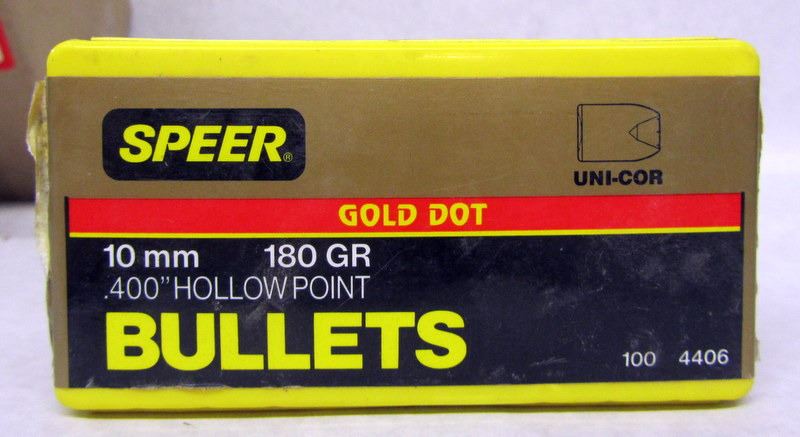 SPEER®
UNI-COR
GOLD DOT
10 mm 180 GR
.400" HOLLOW POINT
BULLETS
100 4406